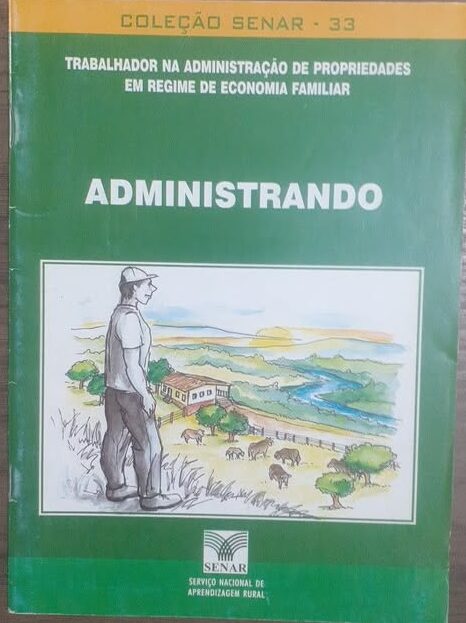 COLEÇÃO SENAR - 33
TRABALHADOR NA ADMINISTRAÇÃO DE PROPRIEDADES
EM REGIME DE ECONOMIA FAMILIAR
ADMINISTRANDO
SENAR
SERVIÇO NACIONAL DE
APRENDIZAGEM RURAL